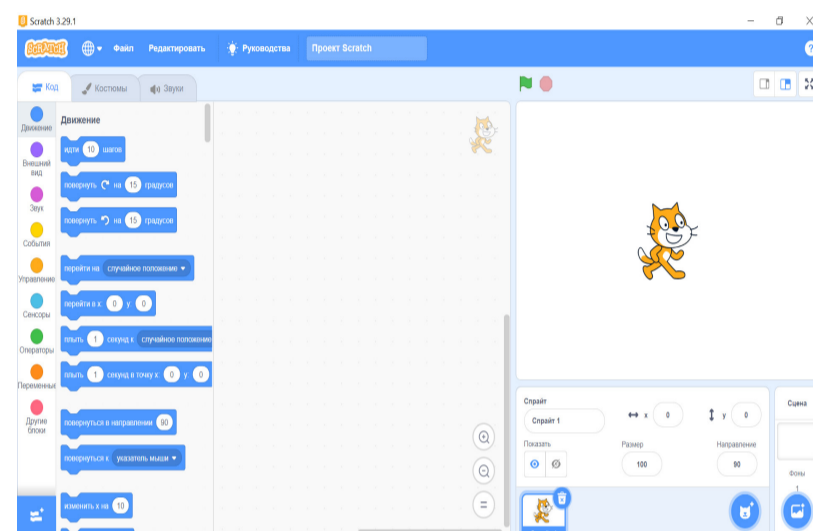 Scratch 3.29.1
SCRATCH Файл Редактировать Руководства Проект Scratch ?
Код Костюмы Звуки
Движение
Внешний вид
Звук
События
Управление
Сенсоры
Операторы
Переменные
Другие блоки
Движение
идти 10 шагов
повернуть на 15 градусов
повернуть на 15 градусов
перейти на случайное положение
перейти в x: 0 y: 0
плыть 1 секунд к случайное положение
плыть 1 секунд в точку x: 0 y: 0
повернуться в направлении 90
повернуться к указатель мыши
изменить x на 10
Спрайт
Спрайт 1 x 0 y 0
Показать Размер Направление
100 90
Сцена
Фоны
1